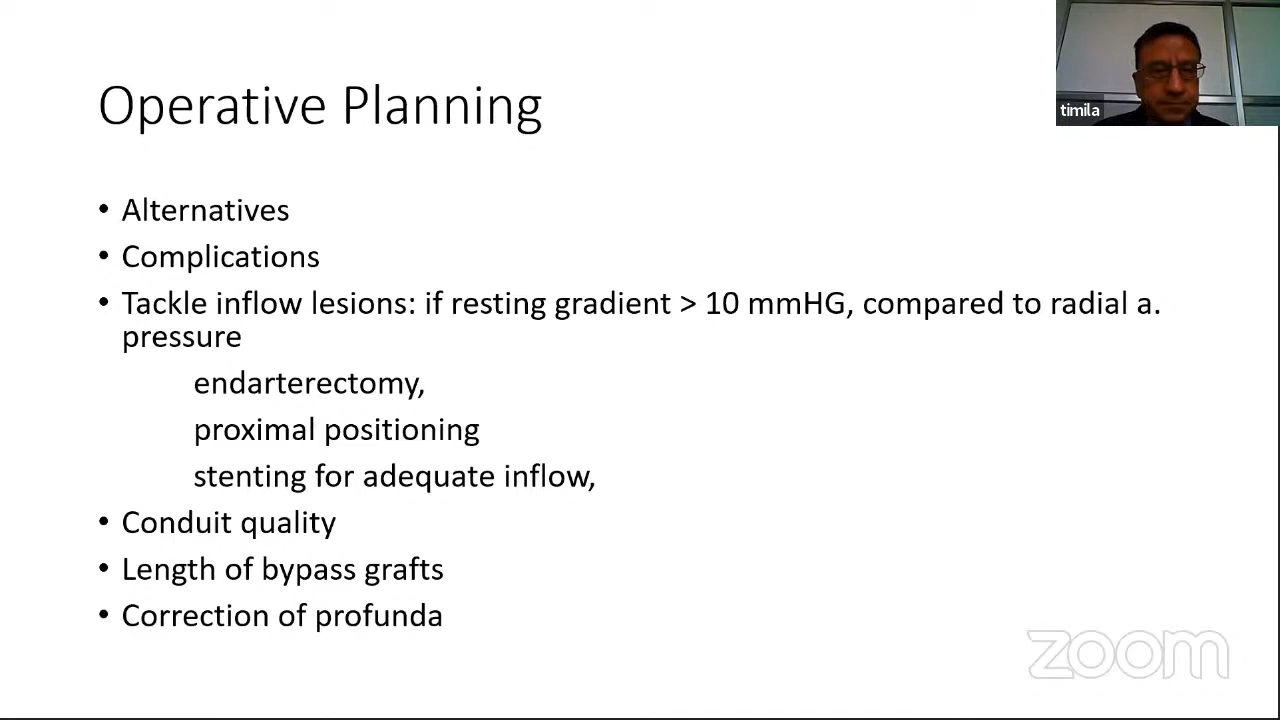 Operative Planning
timila
• Alternatives
• Complications
• Tackle inflow lesions: if resting gradient > 10 mmHG, compared to radial a.
pressure
endarterectomy,
proximal positioning
stenting for adequate inflow,
• Conduit quality
• Length of bypass grafts
• Correction of profunda
zoom